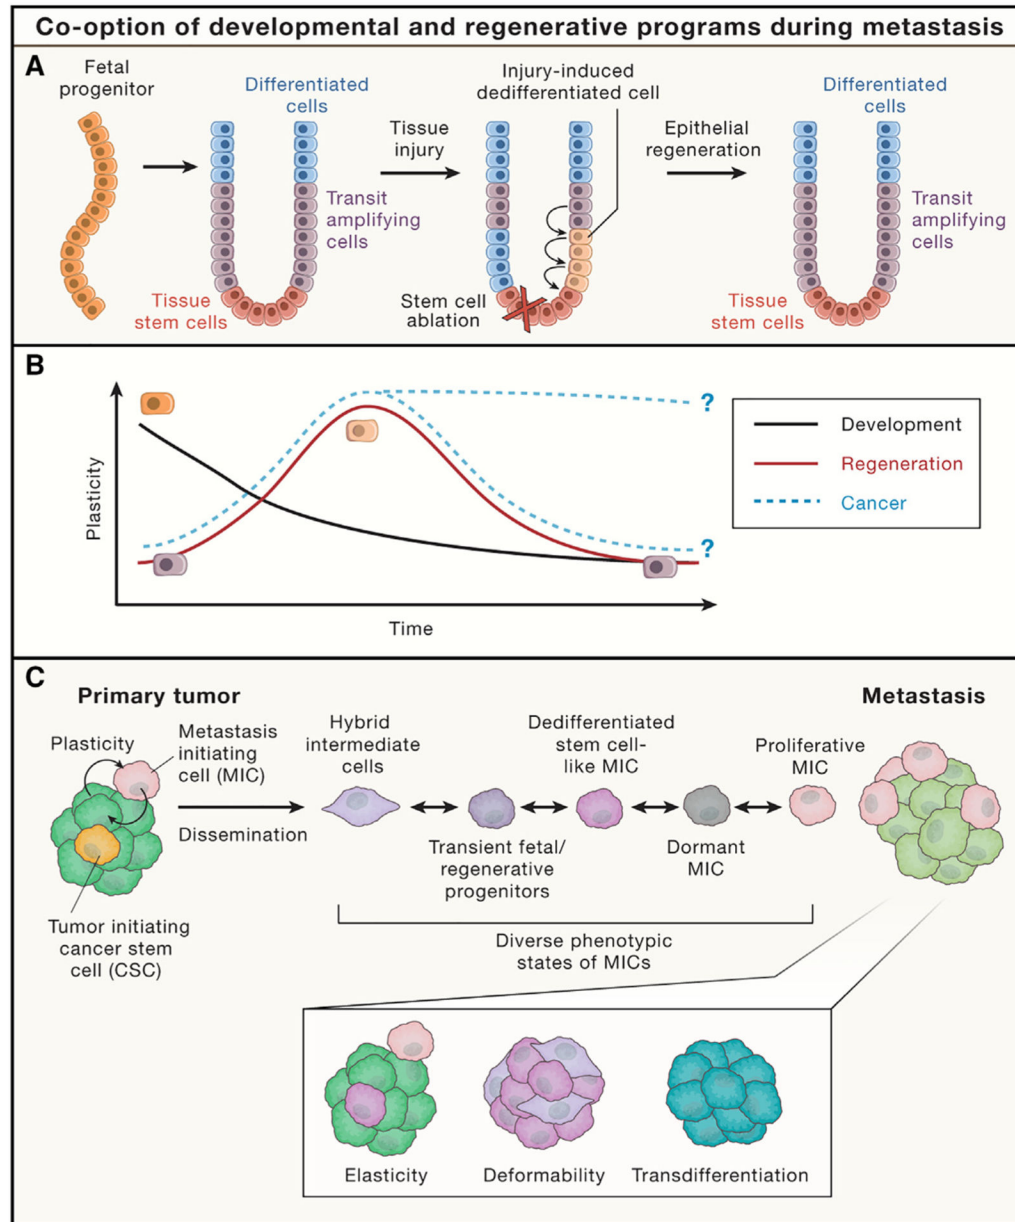 Co-option of developmental and regenerative programs during metastasis
A
Fetal
progenitor
Differentiated
cells
Transit
amplifying
cells
Tissue
stem cells
Tissue
injury
Injury-induced
dedifferentiated cell
Stem cell
ablation
Epithelial
regeneration
Differentiated
cells
Transit
amplifying
cells
Tissue
stem cells
B
Plasticity
Time
?
?
Development
Regeneration
Cancer
C
Primary tumor
Metastasis
Plasticity
Metastasis
initiating
cell (MIC)
Dissemination
Tumor initiating
cancer stem
cell (CSC)
Hybrid
intermediate
cells
Transient fetal/
regenerative
progenitors
Dedifferentiated
stem cell-
like MIC
Dormant
MIC
Proliferative
MIC
Diverse phenotypic
states of MICs
Elasticity
Deformability
Transdifferentiation